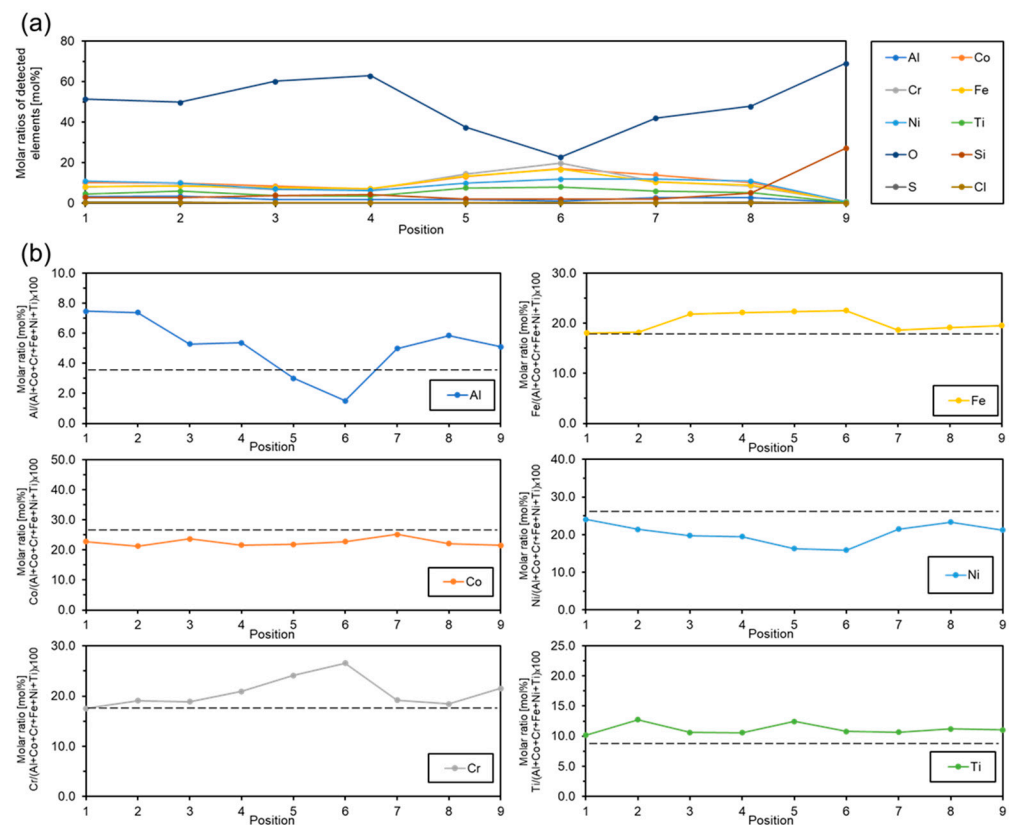 (a)
Molar ratios of detected
elements [mol%]
80
60
40
20
0
1 2 3 4 5 6 7 8 9
Position
Al Co
Cr Fe
Ni Ti
O Si
S Cl
(b)
Molar ratio [mol%]
Al/(Al+Co+Cr+Fe+Ni+Ti)x100
10.0
8.0
6.0
4.0
2.0
0.0
1 2 3 4 5 6 7 8 9
Position
Al
Molar ratio [mol%]
Fe/(Al+Co+Cr+Fe+Ni+Ti)x100
30.0
20.0
10.0
0.0
1 2 3 4 5 6 7 8 9
Position
Fe
Molar ratio [mol%]
Co/(Al+Co+Cr+Fe+Ni+Ti)x100
50.0
40.0
30.0
20.0
10.0
0.0
1 2 3 4 5 6 7 8 9
Position
Co
Molar ratio [mol%]
Ni/(Al+Co+Cr+Fe+Ni+Ti)x100
40.0
30.0
20.0
10.0
0.0
1 2 3 4 5 6 7 8 9
Position
Ni
Molar ratio [mol%]
Cr/(Al+Co+Cr+Fe+Ni+Ti)x100
30.0
20.0
10.0
0.0
1 2 3 4 5 6 7 8 9
Position
Cr
Molar ratio [mol%]
Ti/(Al+Co+Cr+Fe+Ni+Ti)x100
25.0
20.0
15.0
10.0
5.0
0.0
1 2 3 4 5 6 7 8 9
Position
Ti